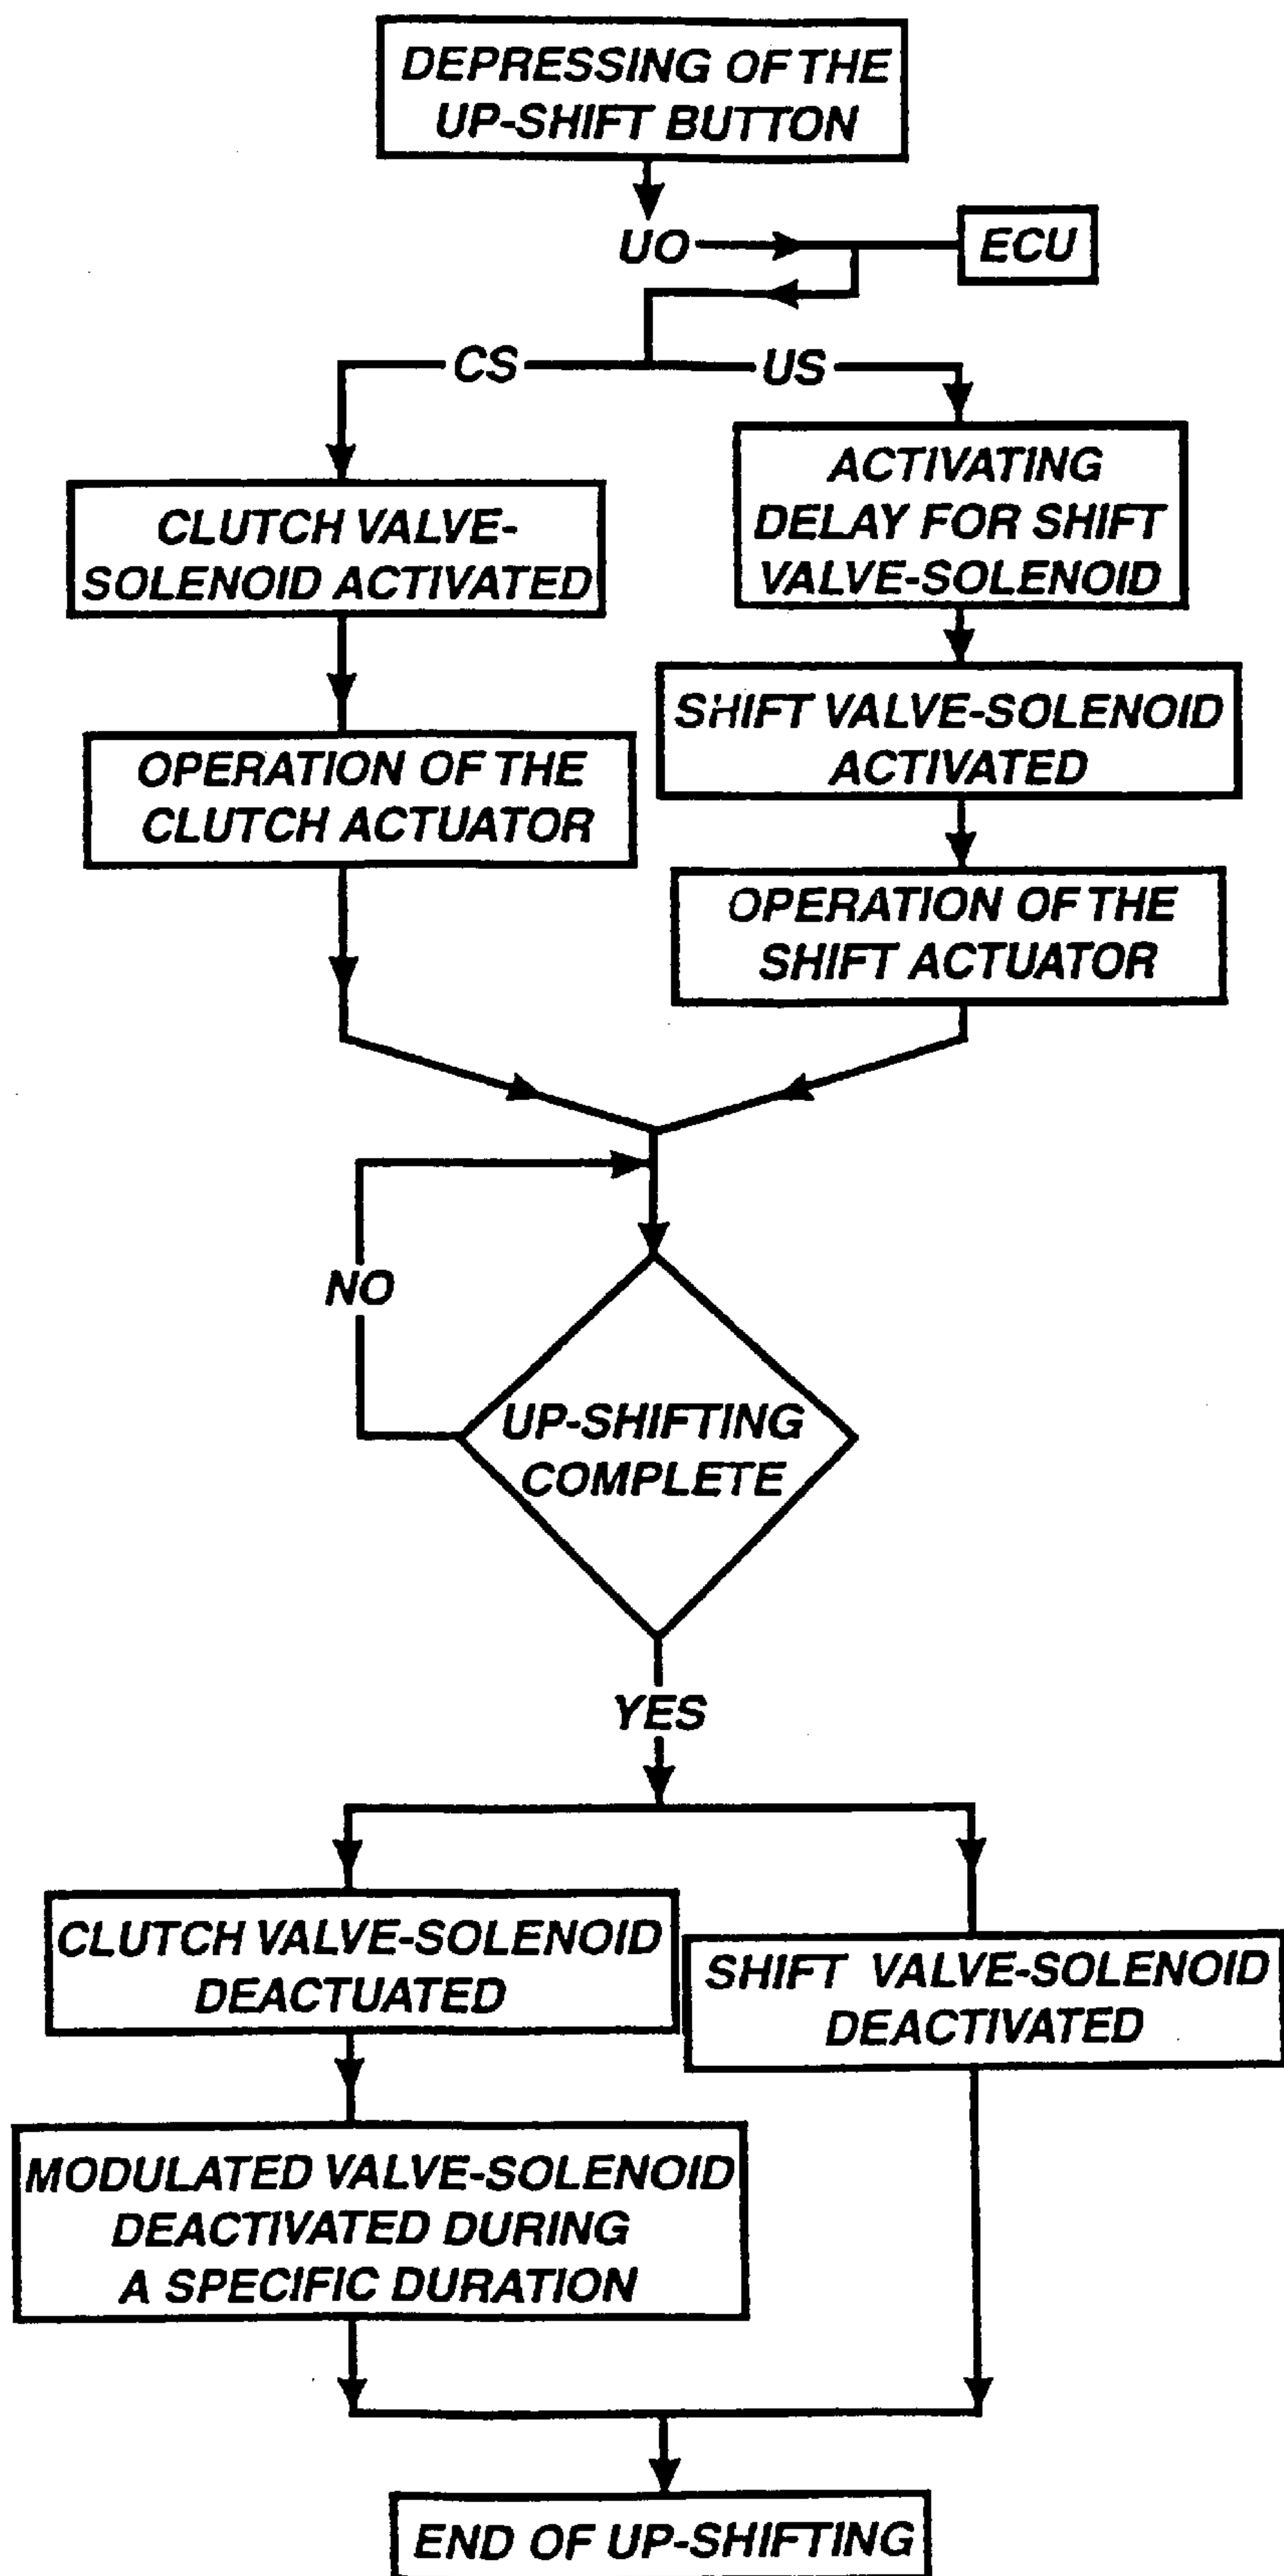 DEPRESSING OF THE
UP-SHIFT BUTTON
UO
ECU
CS
US
CLUTCH VALVE-
SOLENOID ACTIVATED
ACTIVATING
DELAY FOR SHIFT
VALVE-SOLENOID
SHIFT VALVE-SOLENOID
ACTIVATED
OPERATION OF THE
CLUTCH ACTUATOR
OPERATION OF THE
SHIFT ACTUATOR
NO
UP-SHIFTING
COMPLETE
YES
CLUTCH VALVE-SOLENOID
DEACTUATED
SHIFT VALVE-SOLENOID
DEACTIVATED
MODULATED VALVE-SOLENOID
DEACTIVATED DURING
A SPECIFIC DURATION
END OF UP-SHIFTING